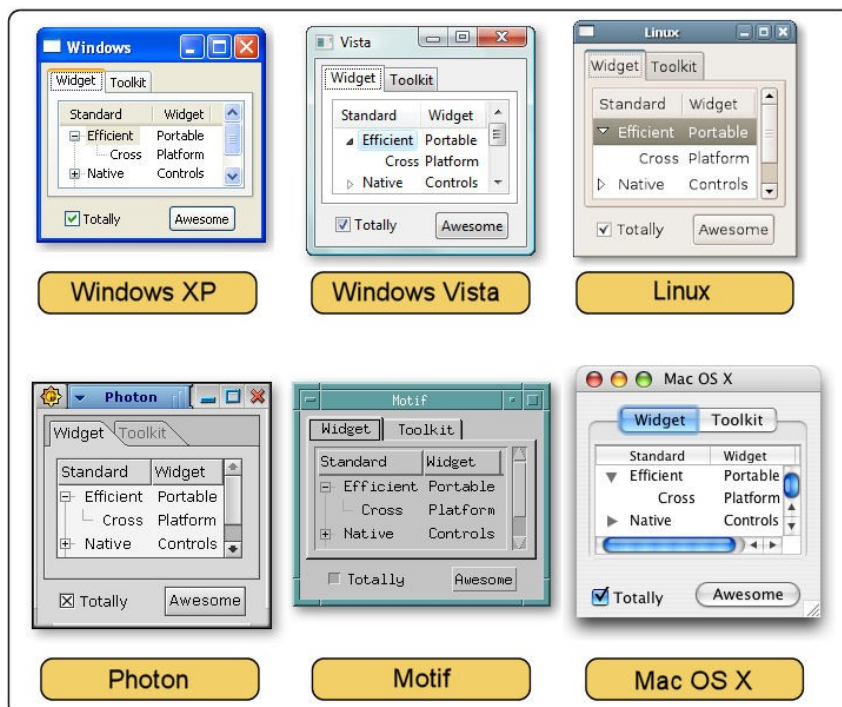 Windows
Widget Toolkit
Standard Widget
Efficient Portable
Cross Platform
Native Controls
Totally Awesome
Windows XP
Vista
Widget Toolkit
Standard Widget
Efficient Portable
Cross Platform
Native Controls
Totally Awesome
Windows Vista
Linux
Widget Toolkit
Standard Widget
Efficient Portable
Cross Platform
Native Controls
Totally Awesome
Linux
Photon
Widget Toolkit
Standard Widget
Efficient Portable
Cross Platform
Native Controls
Totally Awesome
Photon
Motif
Widget Toolkit
Standard Widget
Efficient Portable
Cross Platform
Native Controls
Totally Awesome
Motif
Mac OS X
Widget Toolkit
Standard Widget
Efficient Portable
Cross Platform
Native Controls
Totally Awesome
Mac OS X